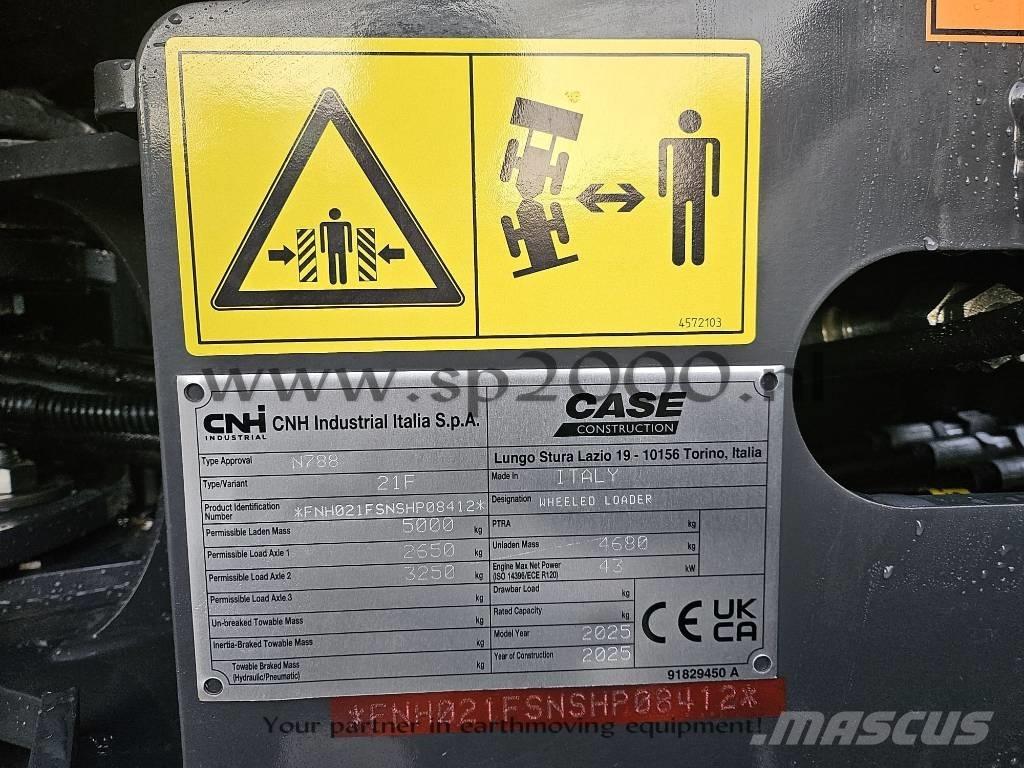 4572103
www.sp2000.nl
CNH INDUSTRIAL CNH Industrial Italia S.p.A.
CASE CONSTRUCTION
Lungo Stura Lazio 19 - 10156 Torino, Italia
Type Approval N788
Made In ITALY
Type/Variant 21F
Designation WHEELED LOADER
Product Identification Number *FNH021FSNSHP08412*
Permissible Laden Mass 5000 kg
PTRA kg
Permissible Load Axle 1 2650 kg
Unladen Mass 4680 kg
Permissible Load Axle 2 3250 kg
Engine Max Net Power (ISO 14396/ECE R120) 43 kW
Permissible Load Axle 3 kg
Drawbar Load kg
Un-breaked Towable Mass kg
Rated Capacity kg
Inertia-Braked Towable Mass kg
Model Year 2025
Towable Braked Mass (Hydraulic/Pneumatic) kg
Year of Construction 2025
CE UKCA
91829450 A
*FNH021FSNSHP08412*
Your partner in earthmoving equipment!
MASCUS